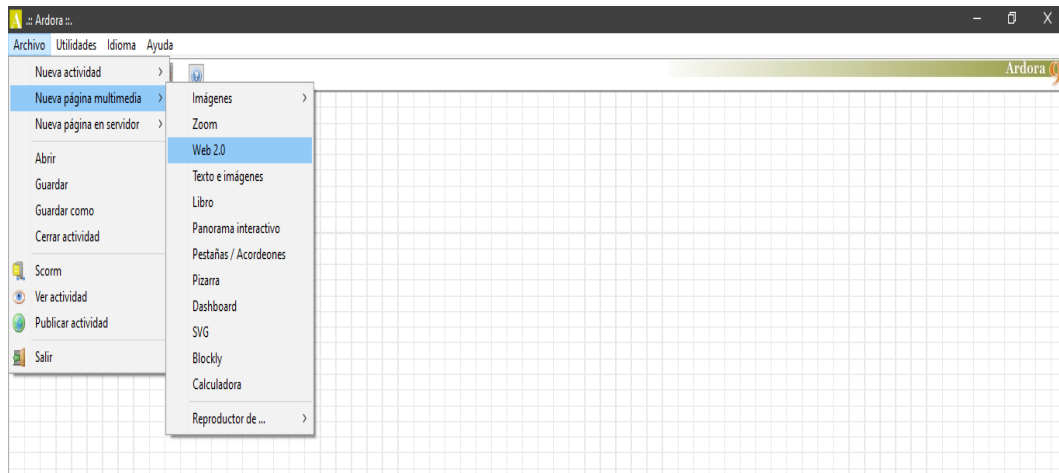 .:: Ardora ::.
Archivo Utilidades Idioma Ayuda
Ardora 9
Nueva actividad
Nueva página multimedia
Nueva página en servidor
Abrir
Guardar
Guardar como
Cerrar actividad
Scorm
Ver actividad
Publicar actividad
Salir
Imágenes
Zoom
Web 2.0
Texto e imágenes
Libro
Panorama interactivo
Pestañas / Acordeones
Pizarra
Dashboard
SVG
Blockly
Calculadora
Reproductor de ...